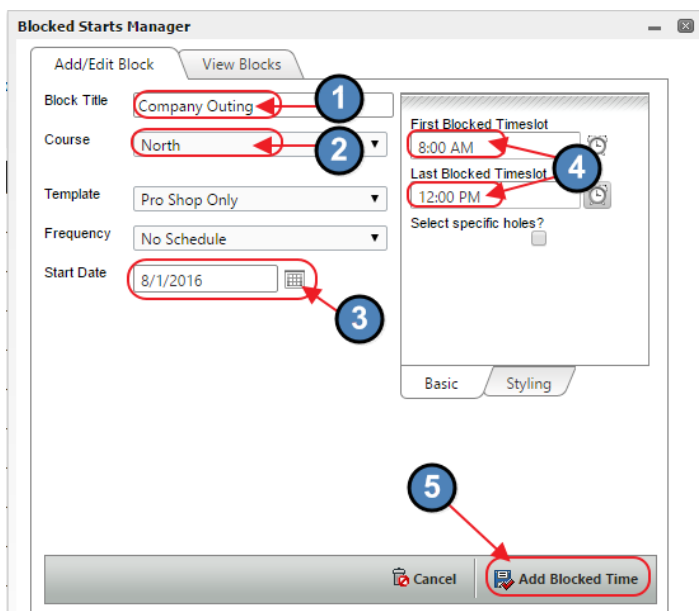 Blocked Starts Manager
Add/Edit Block
View Blocks
Block Title
Company Outing
1
Course
North
2
Template
Pro Shop Only
Frequency
No Schedule
Start Date
8/1/2016
3
First Blocked Timeslot
8:00 AM
4
Last Blocked Timeslot
12:00 PM
Select specific holes?
Basic
Styling
5
Cancel
Add Blocked Time